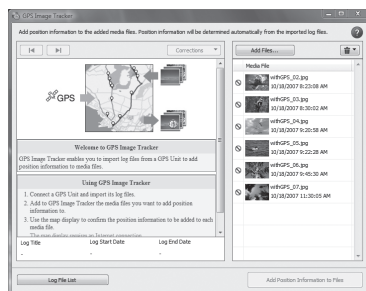 GPS Image Tracker
Add position information to the added media files. Position information will be determined automatically from the imported log files.
Corrections
GPS
Welcome to GPS Image Tracker
GPS Image Tracker enables you to import log files from a GPS Unit to add
position information to media files.
Using GPS Image Tracker
1. Connect a GPS Unit and import its log files.
2. Add to GPS Image Tracker the media files you want to add position
information to.
3. Use the map display to confirm the position information to be added to each
media file.
The map display requires an Internet connection.
Log Title Log Start Date Log End Date
- - -
Log File List
Add Files...
Media File
withGPS_02.jpg
10/18/2007 8:23:08 AM
withGPS_03.jpg
10/18/2007 8:30:02 AM
withGPS_04.jpg
10/18/2007 9:20:58 AM
withGPS_05.jpg
10/18/2007 9:22:28 AM
withGPS_06.jpg
10/18/2007 9:45:30 AM
withGPS_07.jpg
10/18/2007 11:30:05 AM
Add Position Information to Files